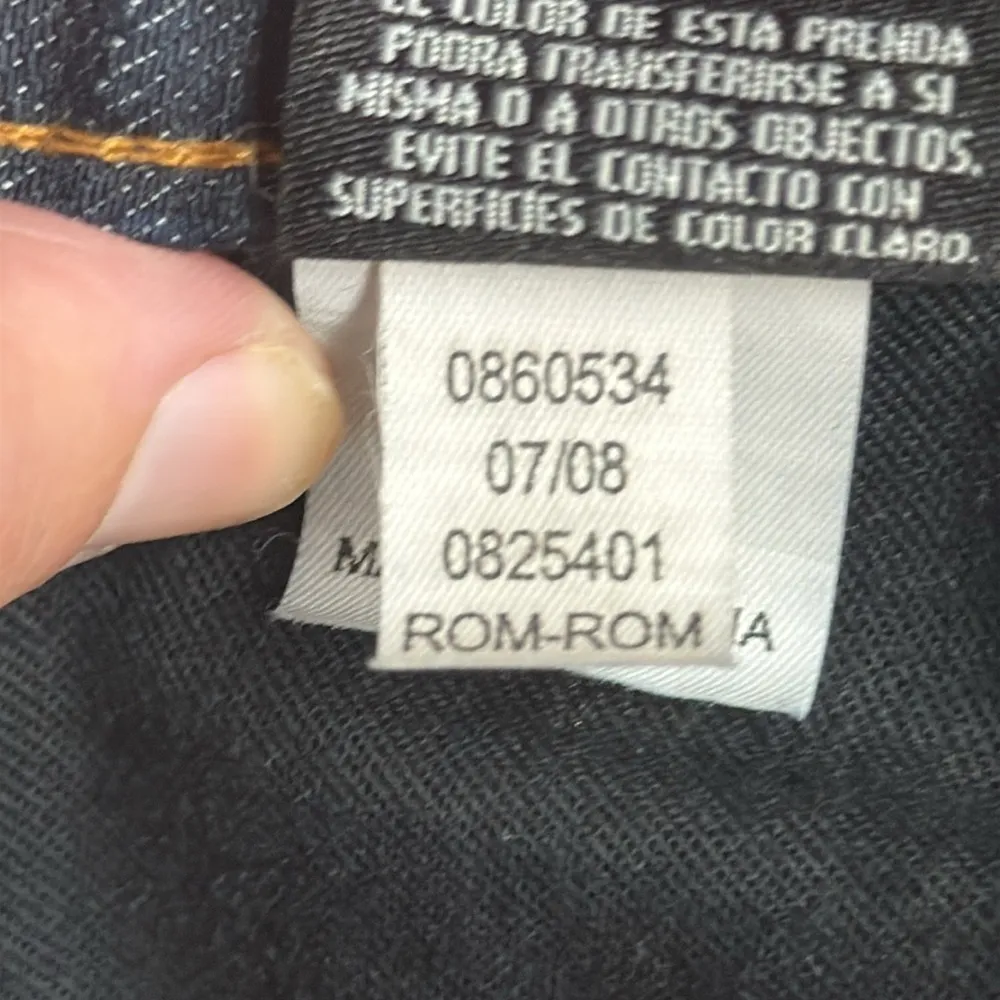 EL COLOR DE ESTA PRENDA
PODRA TRANSFERIRSE A SI
MISMA O A OTROS OBJECTOS.
EVITE EL CONTACTO CON
SUPERFICIES DE COLOR CLARO.
0860534
07/08
0825401
ROM-ROM